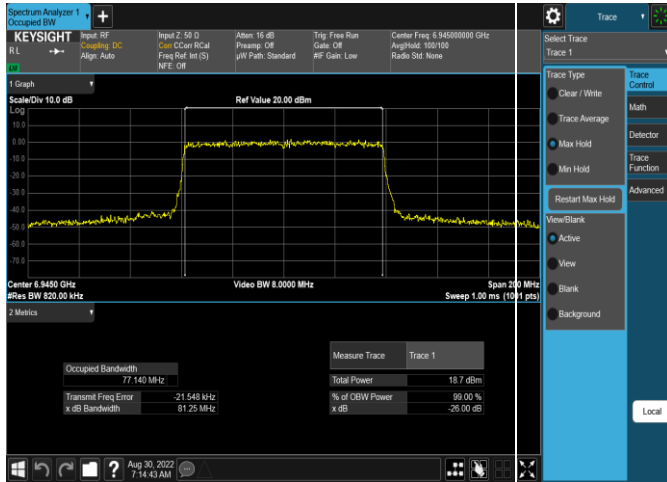 Spectrum Analyzer 1
Occupied BW
KEYSIGHT
R L
Input: RF
Coupling: DC
Align: Auto
Input Z: 50 Ω
Corr CCorr RCal
Freq Ref: Int (S)
NFE: Off
Atten: 16 dB
Preamp: Off
µW Path: Standard
Trig: Free Run
Gate: Off
#IF Gain: Low
Center Freq: 6.945000000 GHz
Avg|Hold: 100/100
Radio Std: None
1 Graph
Scale/Div 10.0 dB
Ref Value 20.00 dBm
Log
10.0
0.00
-10.0
-20.0
-30.0
-40.0
-50.0
-60.0
-70.0
Center 6.9450 GHz
Video BW 8.0000 MHz
Span 200 MHz
#Res BW 820.00 kHz
Sweep 1.00 ms (1001 pts)
2 Metrics
Measure Trace
Trace 1
Occupied Bandwidth
77.140 MHz
Total Power
18.7 dBm
Transmit Freq Error
-21.548 kHz
% of OBW Power
99.00 %
x dB Bandwidth
81.25 MHz
x dB
-26.00 dB
Aug 30, 2022
7:14:43 AM
Trace
Select Trace
Trace 1
Trace Type
Clear / Write
Trace Average
Max Hold
Min Hold
Restart Max Hold
View/Blank
Active
View
Blank
Background
Trace
Control
Math
Detector
Trace
Function
Advanced
Local